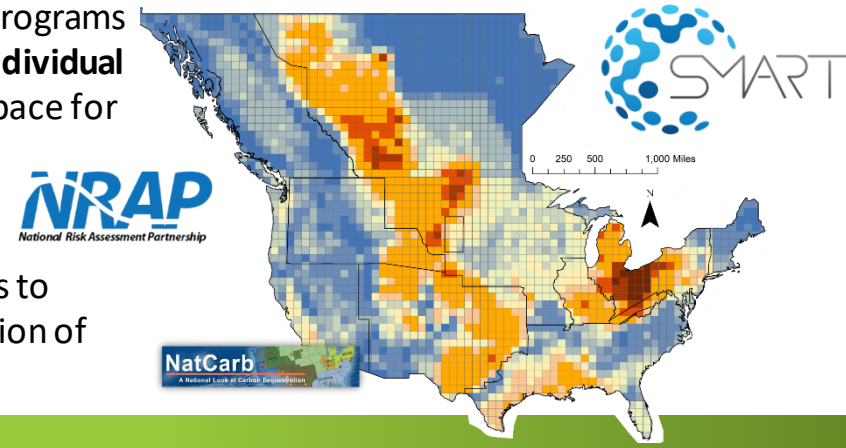 rograms
dividual
pace for
SMART
0 250 500 1,000 Miles
N
NRAP
National Risk Assessment Partnership
s to
ion of
NatCarb
A National Look at Carbon Sequestration